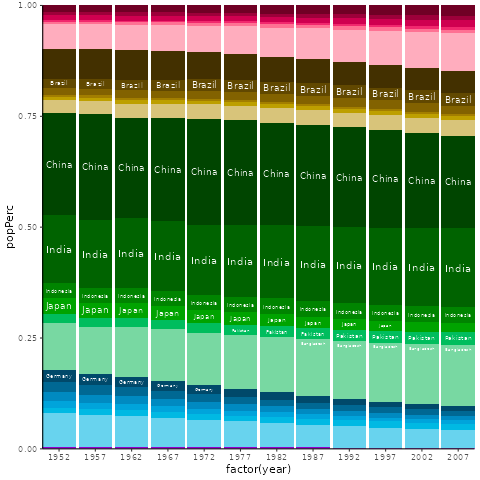 1.00
Brazil Brazil Brazil Brazil Brazil Brazil Brazil Brazil Brazil Brazil Brazil Brazil
0.75
China China China China China China China China China China China China
popPerc
0.50
India India India India India India India India India India India India
Indonesia Indonesia Indonesia Indonesia Indonesia Indonesia Indonesia Indonesia Indonesia Indonesia Indonesia Indonesia
Japan Japan Japan Japan Japan Japan Japan Japan Japan Japan
Pakistan Pakistan Pakistan Pakistan Pakistan Pakistan Pakistan
0.25
Bangladesh Bangladesh Bangladesh Bangladesh Bangladesh
Germany Germany Germany Germany Germany
0.00
1952 1957 1962 1967 1972 1977 1982 1987 1992 1997 2002 2007
factor(year)